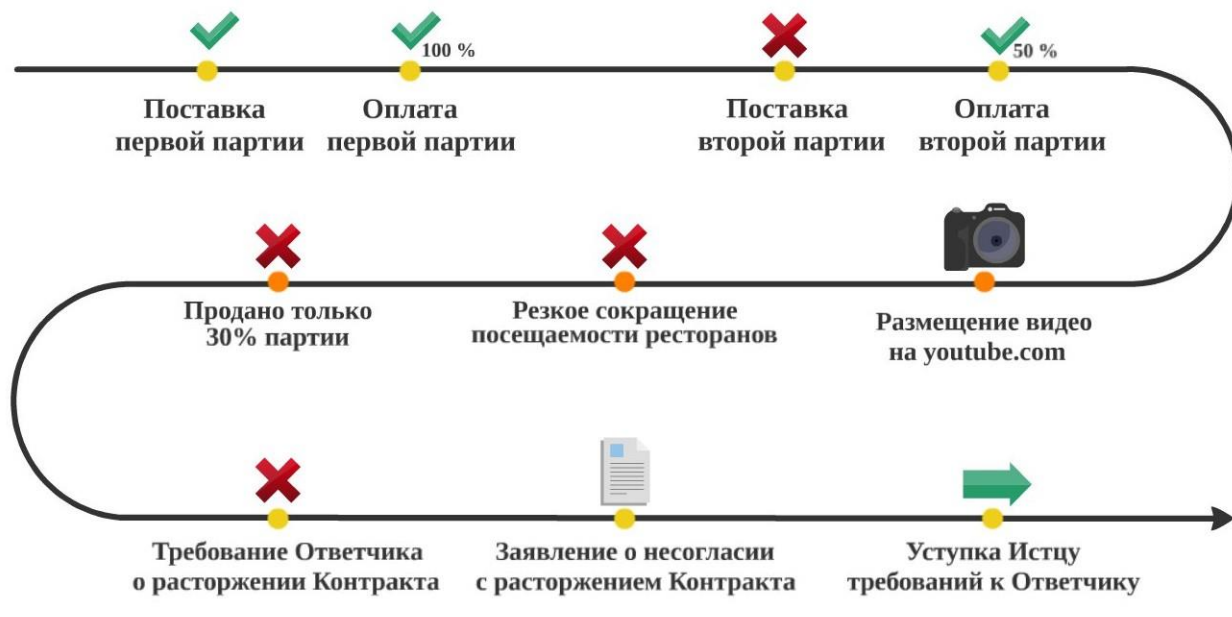 100 %
50 %
Поставка
первой партии
Оплата
первой партии
Поставка
второй партии
Оплата
второй партии
Размещение видео
на youtube.com
Резкое сокращение
посещаемости ресторанов
Продано только
30% партии
Требование Ответчика
о расторжении Контракта
Заявление о несогласии
с расторжением Контракта
Уступка Истцу
требований к Ответчику